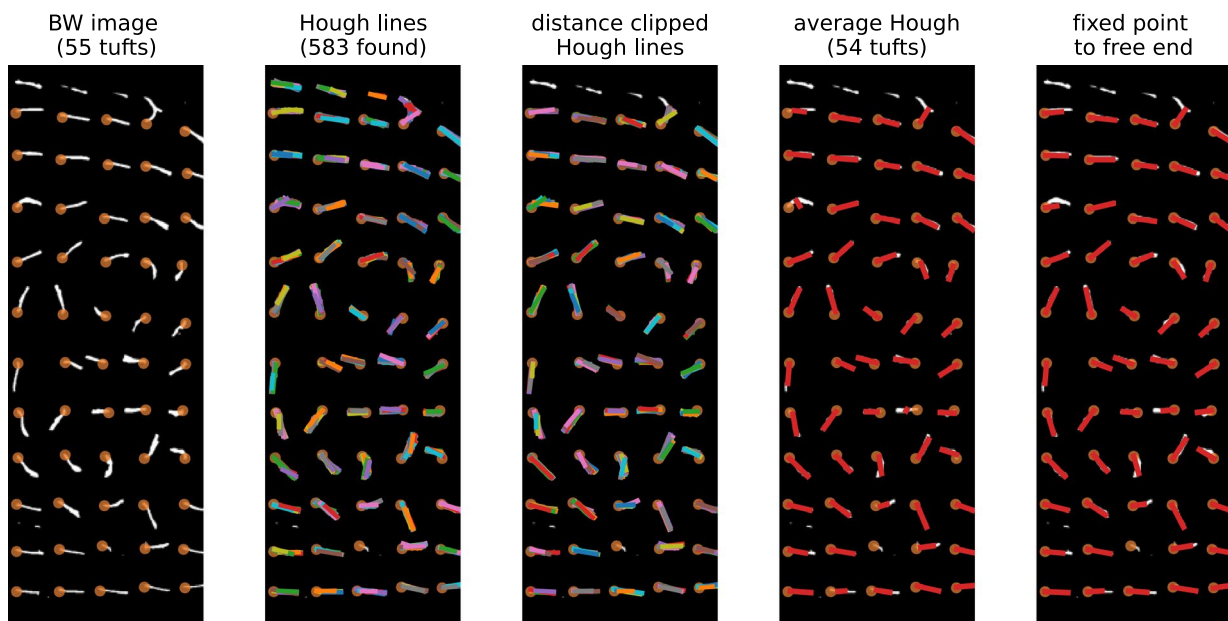 BW image
(55 tufts)
Hough lines
(583 found)
distance clipped
Hough lines
average Hough
(54 tufts)
fixed point
to free end